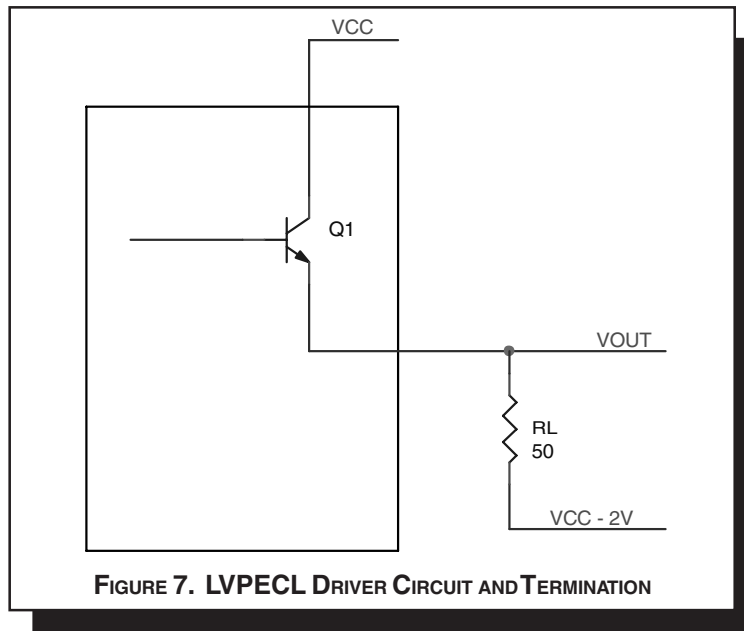 VCC
Q1
VOUT
RL
50
VCC - 2V
FIGURE 7. LVPECL DRIVER CIRCUIT AND TERMINATION